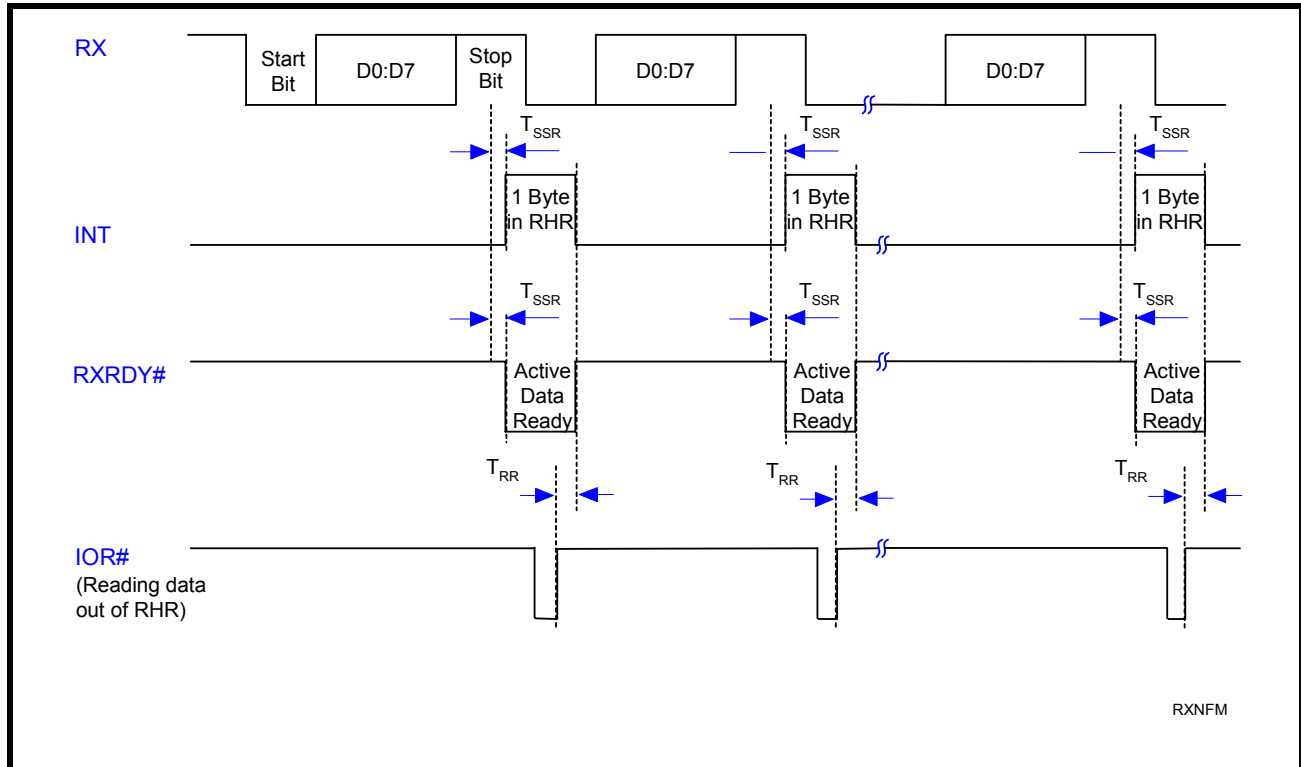 RX
Start
Bit
D0:D7
Stop
Bit
D0:D7
D0:D7
TSSR
TSSR
TSSR
INT
1 Byte
in RHR
1 Byte
in RHR
1 Byte
in RHR
TSSR
TSSR
TSSR
RXRDY#
Active
Data
Ready
Active
Data
Ready
Active
Data
Ready
TRR
TRR
TRR
IOR#
(Reading data
out of RHR)
RXNFM